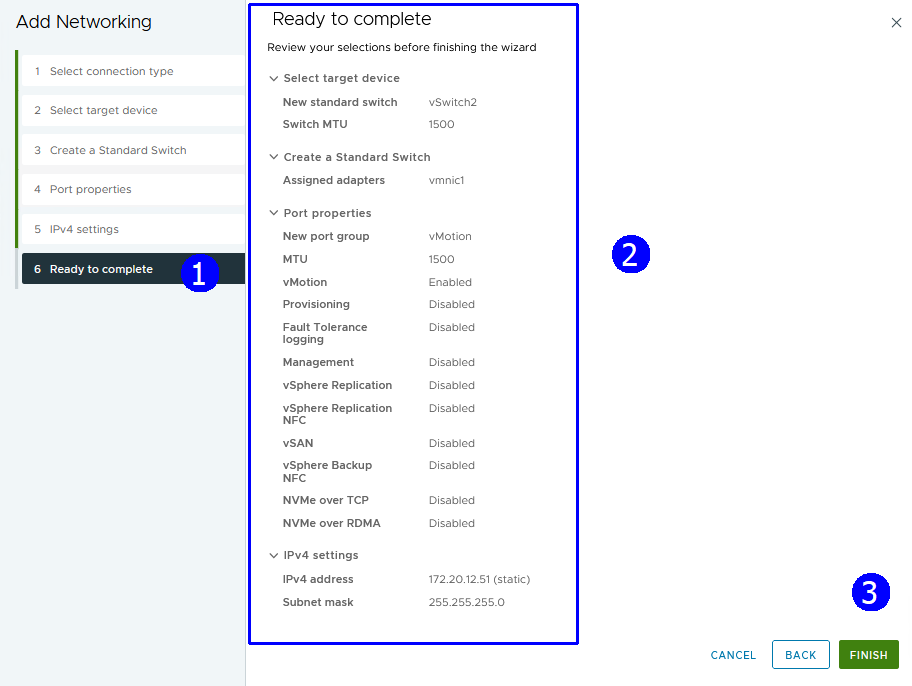 Add Networking
1 Select connection type
2 Select target device
3 Create a Standard Switch
4 Port properties
5 IPv4 settings
6 Ready to complete
1
Ready to complete
Review your selections before finishing the wizard
Select target device
New standard switch vSwitch2
Switch MTU 1500
Create a Standard Switch
Assigned adapters vmnic1
Port properties
New port group vMotion
MTU 1500
vMotion Enabled
Provisioning Disabled
Fault Tolerance Disabled
logging
Management Disabled
vSphere Replication Disabled
vSphere Replication Disabled
NFC
vSAN Disabled
vSphere Backup Disabled
NFC
NVMe over TCP Disabled
NVMe over RDMA Disabled
IPv4 settings
IPv4 address 172.20.12.51 (static)
Subnet mask 255.255.255.0
2
3
CANCEL BACK FINISH